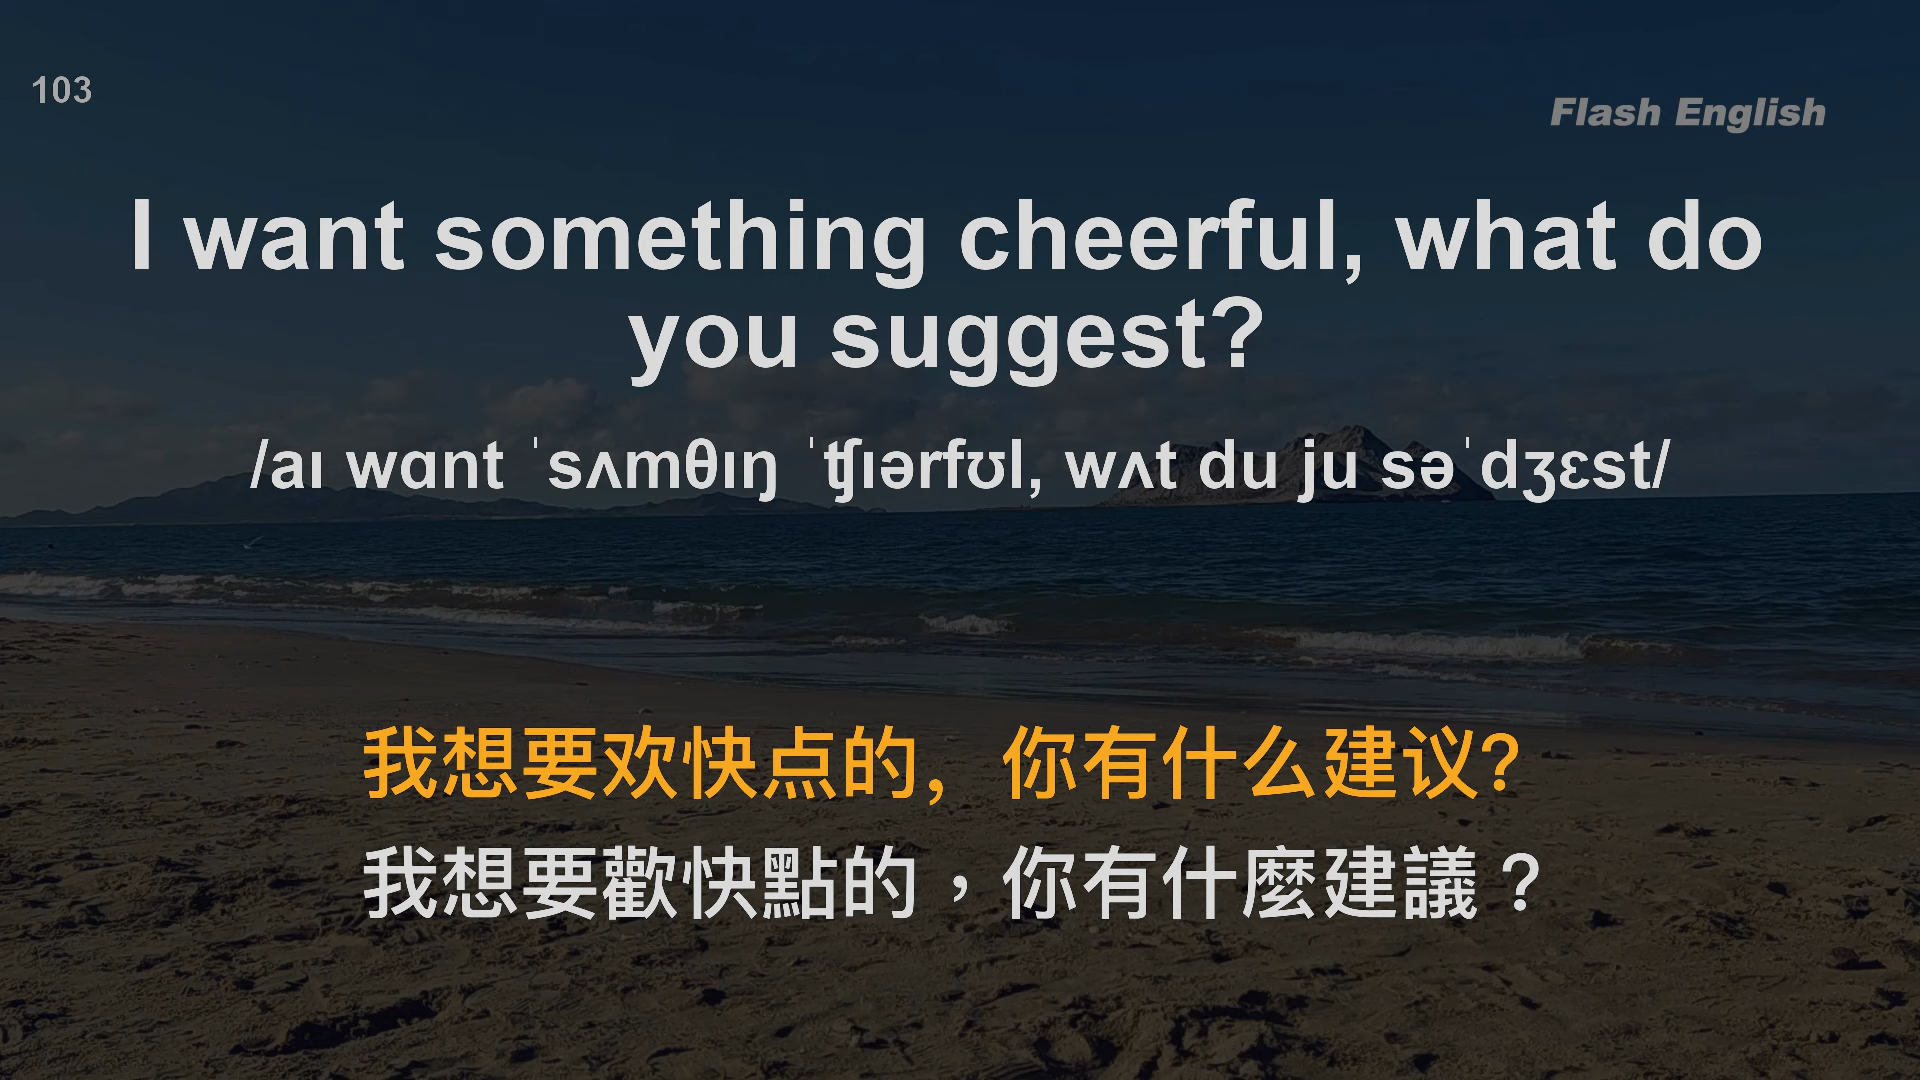 103
Flash English
I want something cheerful, what do
you suggest?
/aɪ wɑnt ˈsʌmθɪŋ ˈʧɪərfʊl, wʌt du ju səˈdʒɛst/
我想要欢快点的，你有什么建议？
我想要歡快點的，你有什麼建議？